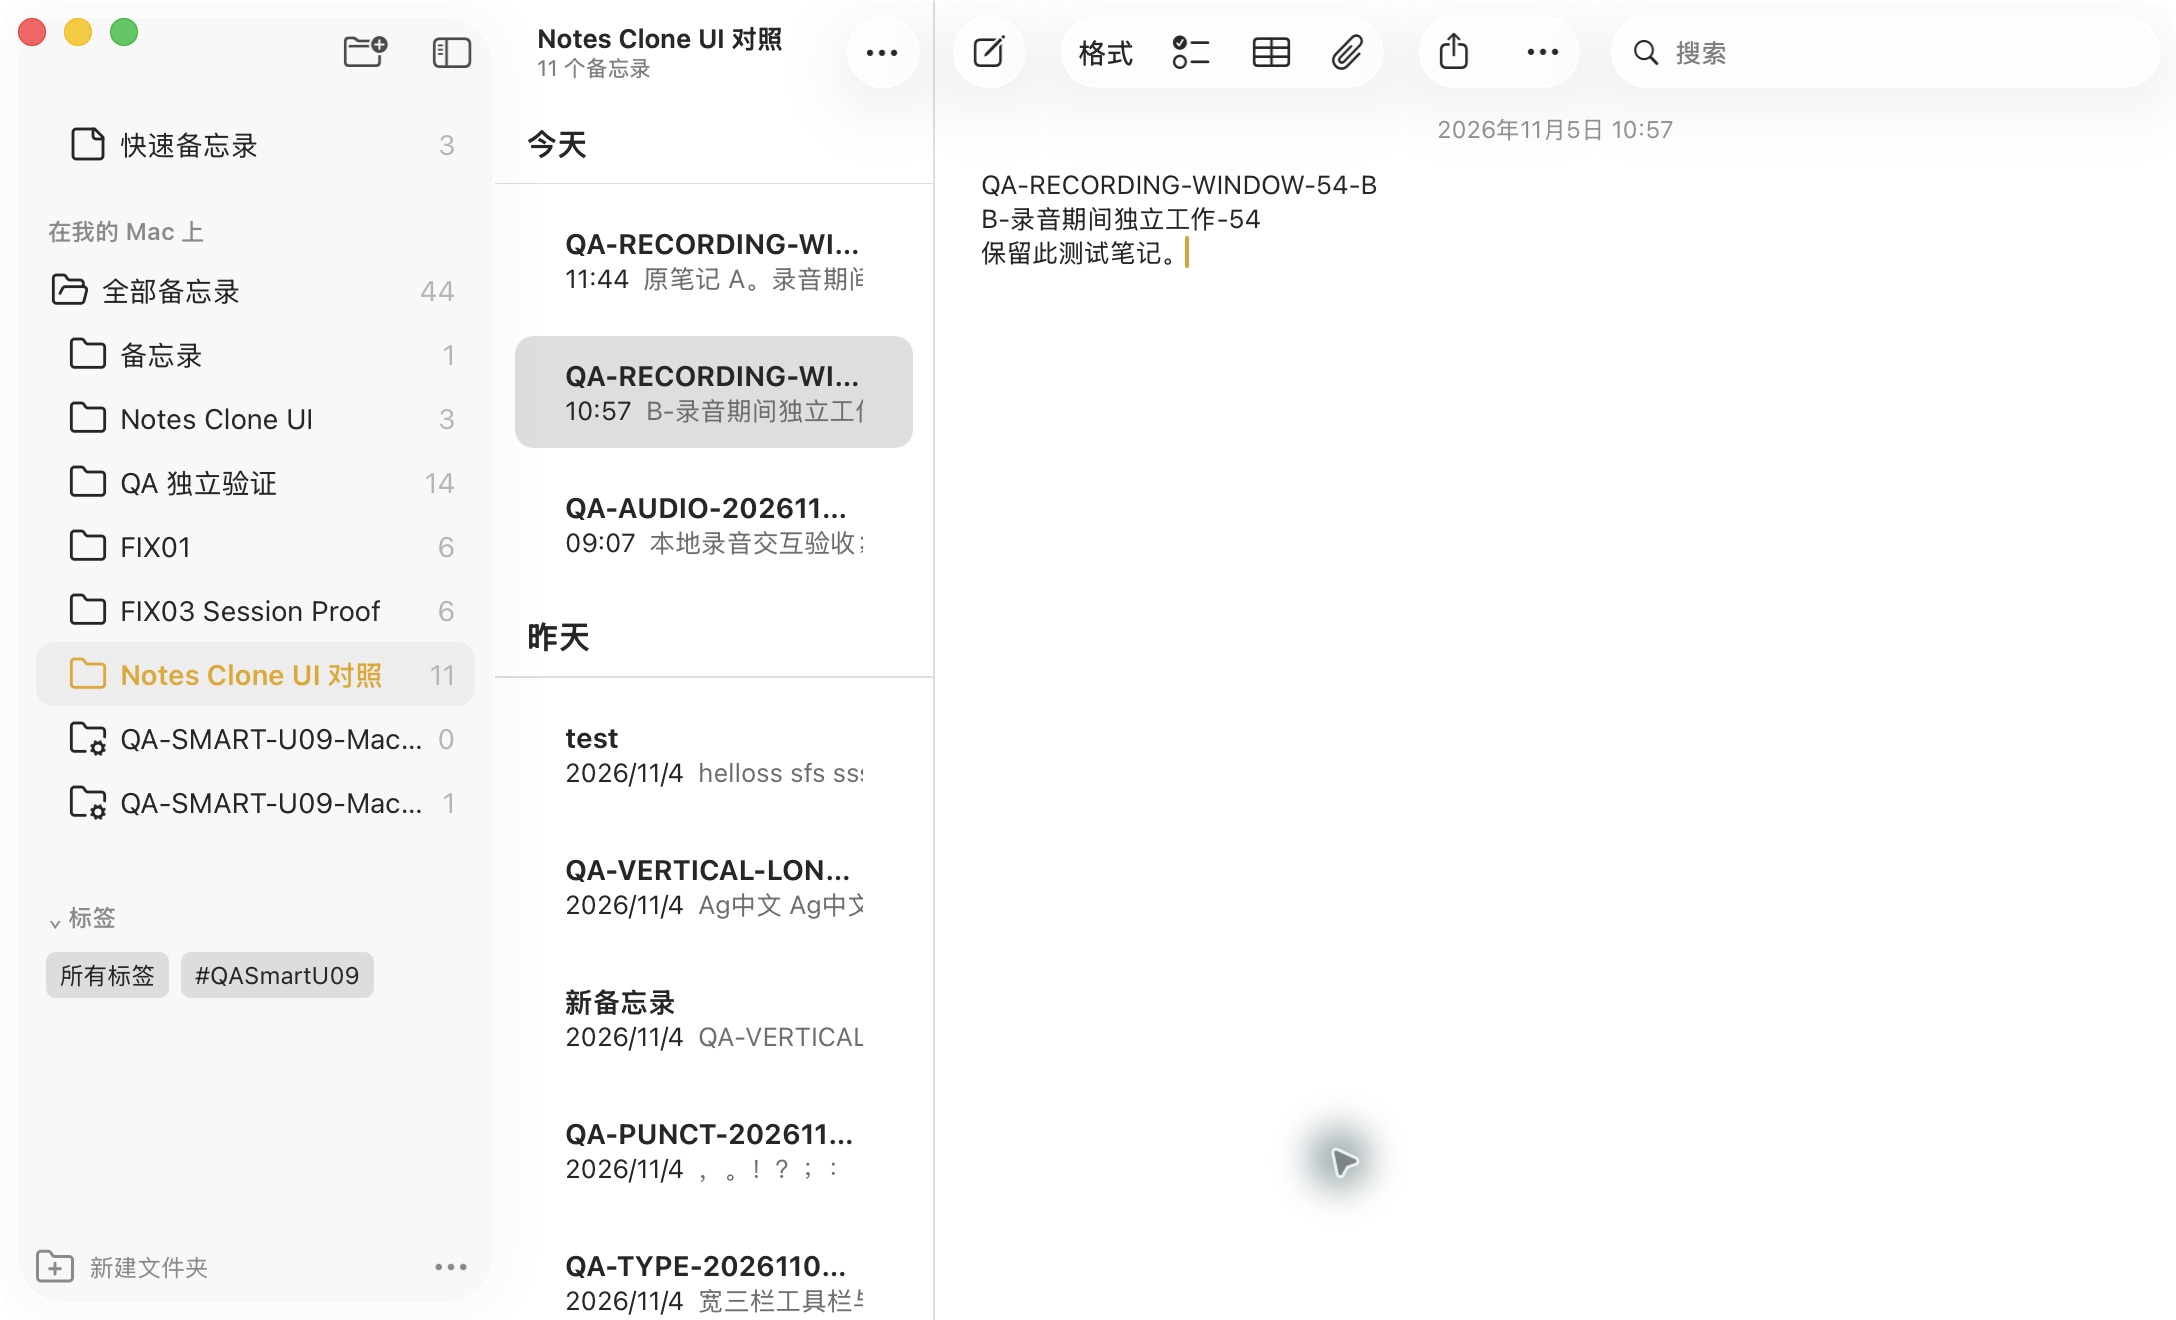 快速备忘录 3
在我的 Mac 上
全部备忘录 44
备忘录 1
Notes Clone UI 3
QA 独立验证 14
FIX01 6
FIX03 Session Proof 6
Notes Clone UI 对照 11
QA-SMART-U09-Mac... 0
QA-SMART-U09-Mac... 1
标签
所有标签 #QASmartU09
新建文件夹
Notes Clone UI 对照
11 个备忘录
今天
QA-RECORDING-WI...
11:44 原笔记 A。录音期间
QA-RECORDING-WI...
10:57 B-录音期间独立工作
QA-AUDIO-202611...
09:07 本地录音交互验收；
昨天
test
2026/11/4 helloss sfs sss
QA-VERTICAL-LON...
2026/11/4 Ag中文 Ag中文
新备忘录
2026/11/4 QA-VERTICAL
QA-PUNCT-202611...
2026/11/4 ，。！？；：
QA-TYPE-2026110...
2026/11/4 宽三栏工具栏与
格式
搜索
2026年11月5日 10:57
QA-RECORDING-WINDOW-54-B
B-录音期间独立工作-54
保留此测试笔记。